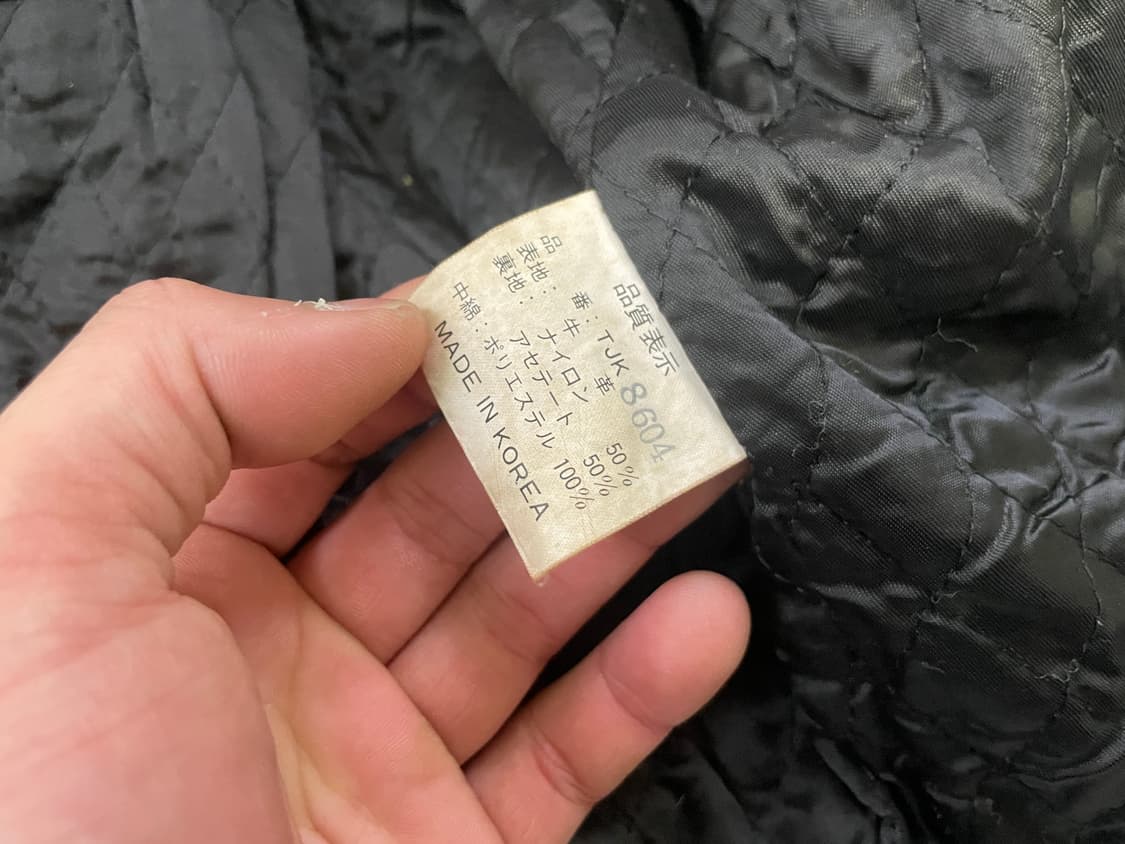 品質表示
品 番：TJK 8604
表地： 牛 革
裏地： ナイロン 50%
アセテート 50%
中綿：ポリエステル 100%
MADE IN KOREA